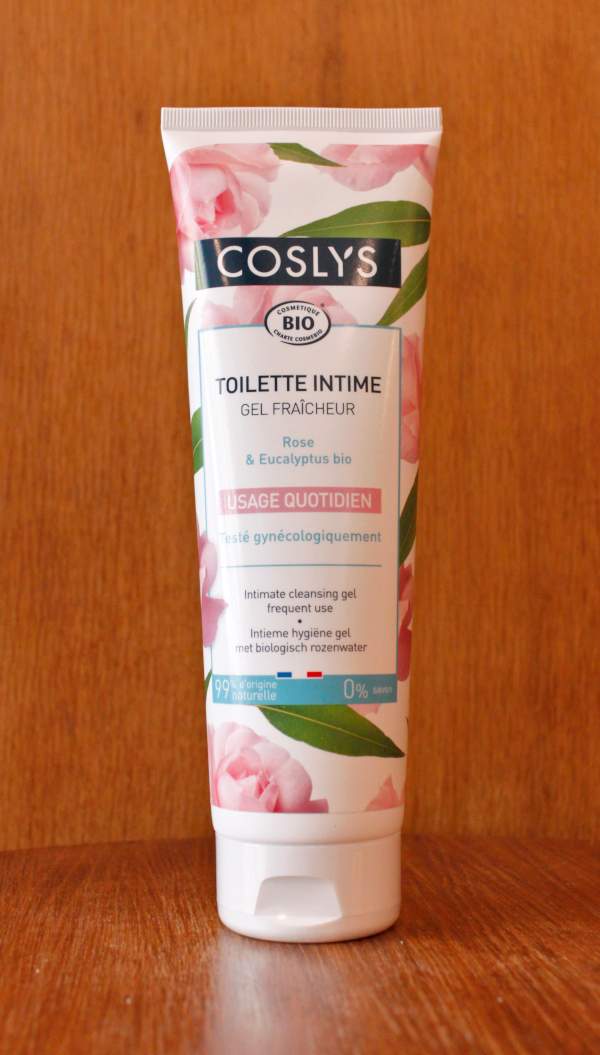 COSLYS
COSMETIQUE
BIO
CHARTE COSMEBIO
TOILETTE INTIME
GEL FRAÎCHEUR
Rose
& Eucalyptus bio
USAGE QUOTIDIEN
Testé gynécologiquement
Intimate cleansing gel
frequent use
•
Intieme hygiëne gel
met biologisch rozenwater
99% d'origine
naturelle
0% savon